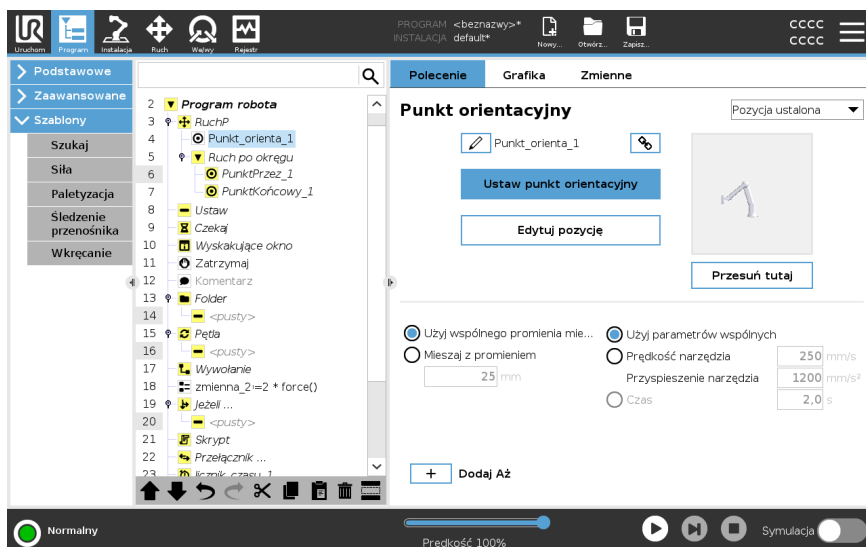 UR
Uruchom
Program
Instalacja
Ruch
We/wy
Rejestr
PROGRAM <beznazwy>*
INSTALACJA default*
Nowy...
Otwórz...
Zapisz...
CCCC
CCCC
Podstawowe
Zaawansowane
Szablony
Szukaj
Siła
Paletyzacja
Śledzenie
przenośnika
Wkręcanie
2 Program robota
3 RuchP
4 Punkt_orienta_1
5 Ruch po okręgu
6 PunktPrzez_1
7 PunktKońcowy_1
8 Ustaw
9 Czekaj
10 Wyskakujące okno
11 Zatrzymaj
12 Komentarz
13 Folder
14 <pusty>
15 Pętla
16 <pusty>
17 Wywołanie
18 zmienna_2≔2 * force()
19 Jeżeli ...
20 <pusty>
21 Skrypt
22 Przełącznik ...
23 licznik_czasu_1
Polecenie
Grafika
Zmienne
Punkt orientacyjny
Pozycja ustalona
Punkt_orienta_1
Ustaw punkt orientacyjny
Edytuj pozycję
Przesuń tutaj
Użyj wspólnego promienia mie...
Mieszaj z promieniem
25 mm
Użyj parametrów wspólnych
Prędkość narzędzia 250 mm/s
Przyspieszenie narzędzia 1200 mm/s²
Czas 2,0 s
+ Dodaj Aż
Normalny
Prędkość 100%
Symulacja